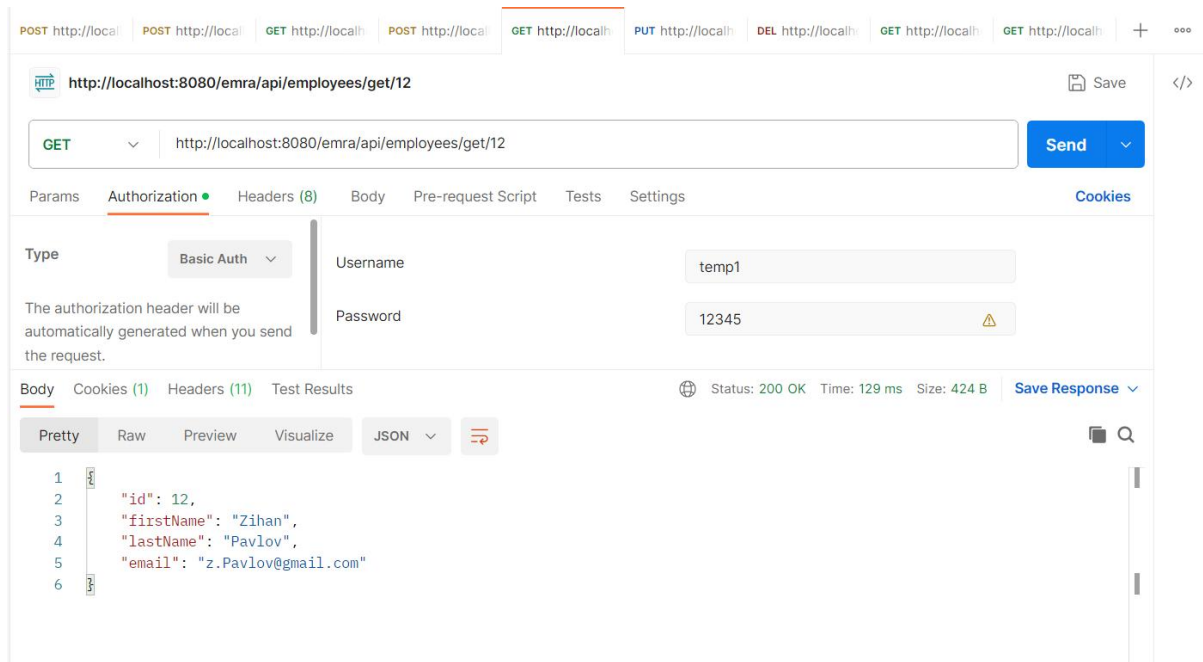 POST http://local POST http://local GET http://localh POST http://local GET http://localh PUT http://localh DEL http://localh GET http://localh GET http://localh
HTTP http://localhost:8080/emra/api/employees/get/12 Save </>
GET http://localhost:8080/emra/api/employees/get/12 Send
Params Authorization Headers (8) Body Pre-request Script Tests Settings Cookies
Type Basic Auth
The authorization header will be
automatically generated when you send
the request.
Username temp1
Password 12345
Body Cookies (1) Headers (11) Test Results Status: 200 OK Time: 129 ms Size: 424 B Save Response
Pretty Raw Preview Visualize JSON
1 {
2 "id": 12,
3 "firstName": "Zihan",
4 "lastName": "Pavlov",
5 "email": "z.Pavlov@gmail.com"
6 }